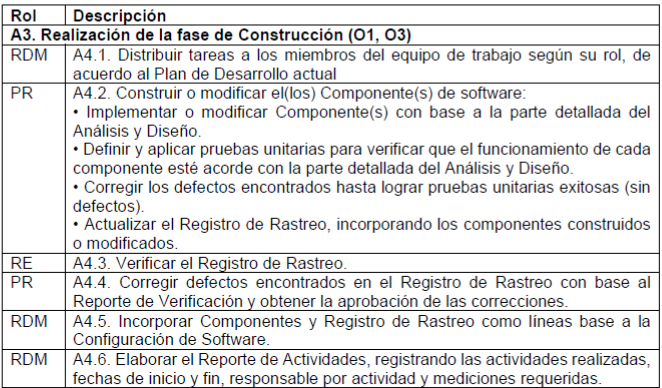 Rol Descripción
A3. Realización de la fase de Construcción (O1, O3)
RDM A4.1. Distribuir tareas a los miembros del equipo de trabajo según su rol, de
acuerdo al Plan de Desarrollo actual
PR A4.2. Construir o modificar el(los) Componente(s) de software:
• Implementar o modificar Componente(s) con base a la parte detallada del
Análisis y Diseño.
• Definir y aplicar pruebas unitarias para verificar que el funcionamiento de cada
componente esté acorde con la parte detallada del Análisis y Diseño.
• Corregir los defectos encontrados hasta lograr pruebas unitarias exitosas (sin
defectos).
• Actualizar el Registro de Rastreo, incorporando los componentes construidos
o modificados.
RE A4.3. Verificar el Registro de Rastreo.
PR A4.4. Corregir defectos encontrados en el Registro de Rastreo con base al
Reporte de Verificación y obtener la aprobación de las correcciones.
RDM A4.5. Incorporar Componentes y Registro de Rastreo como líneas base a la
Configuración de Software.
RDM A4.6. Elaborar el Reporte de Actividades, registrando las actividades realizadas,
fechas de inicio y fin, responsable por actividad y mediciones requeridas.